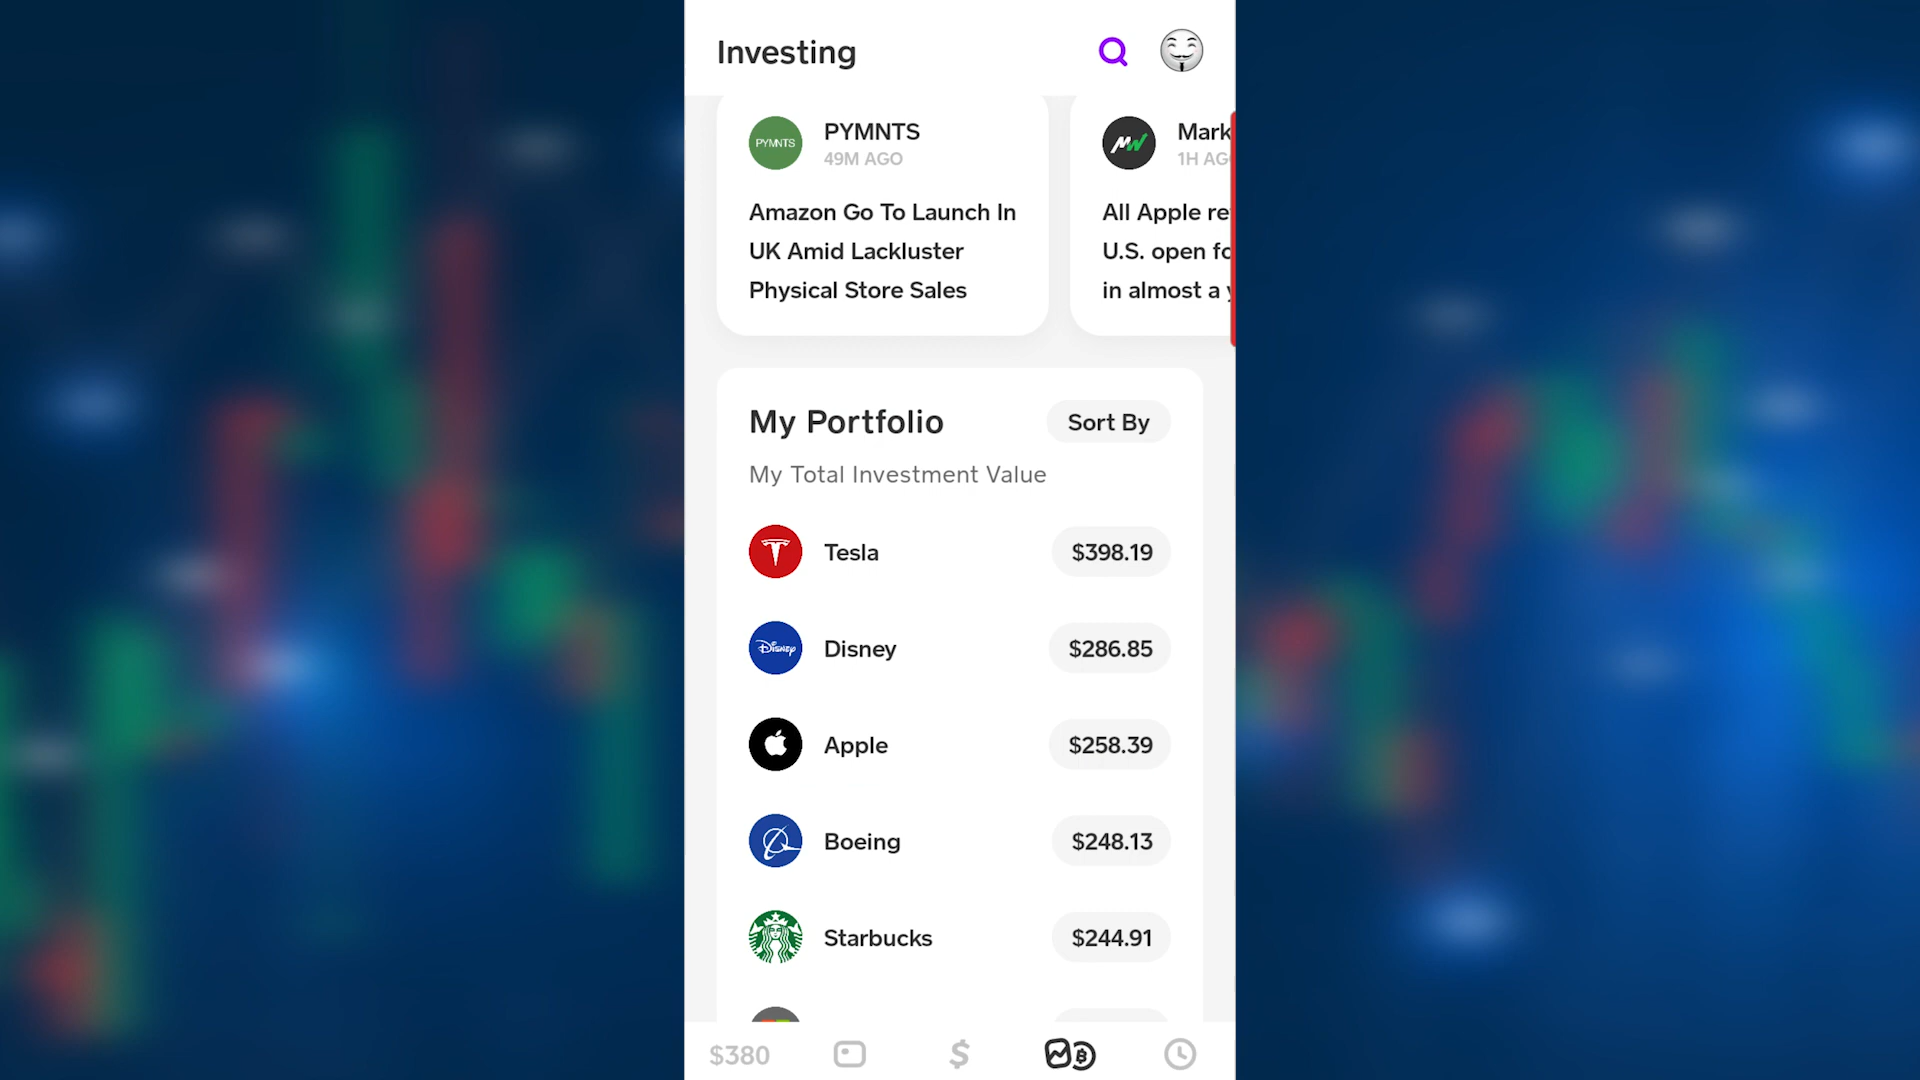 Investing
PYMNTS
PYMNTS
49M AGO
Amazon Go To Launch In
UK Amid Lackluster
Physical Store Sales
MW
Mark
1H AG
All Apple re
U.S. open fo
in almost a
My Portfolio
Sort By
My Total Investment Value
Tesla
$398.19
Disney
Disney
$286.85
Apple
$258.39
Boeing
$248.13
Starbucks
$244.91
$380